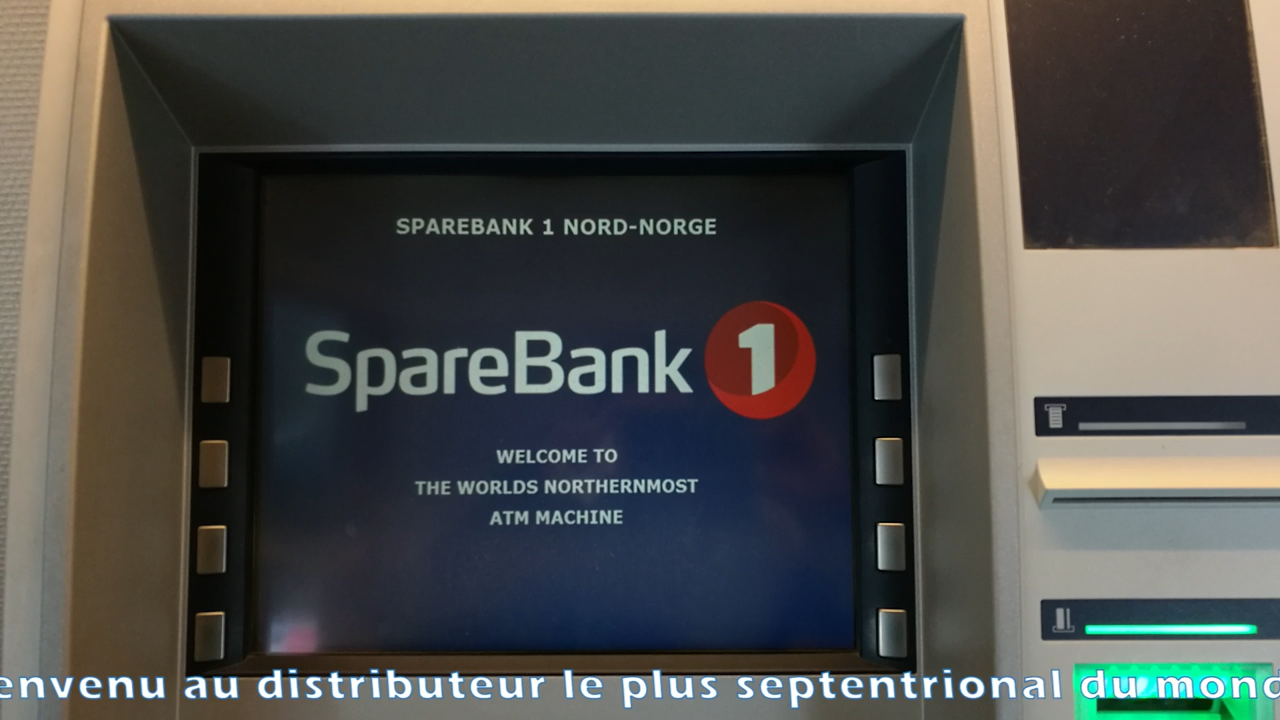 SPAREBANK 1 NORD-NORGE
SpareBank 1
WELCOME TO
THE WORLDS NORTHERNMOST
ATM MACHINE
envenu au distributeur le plus septentrional du mond